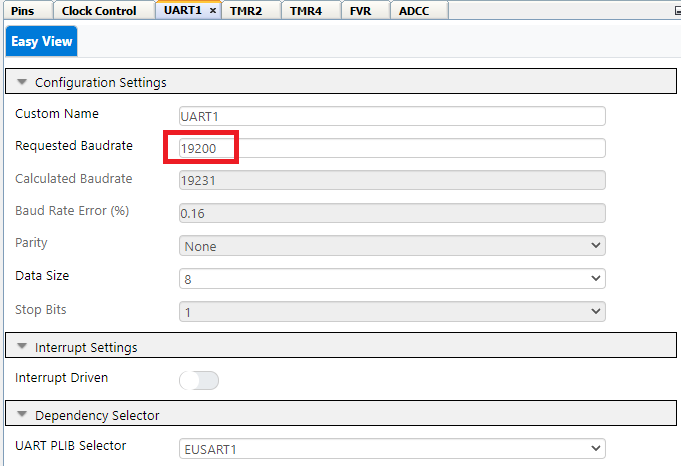 Pins Clock Control UART1 × TMR2 TMR4 FVR ADCC
Easy View
Configuration Settings
Custom Name UART1
Requested Baudrate 19200
Calculated Baudrate 19231
Baud Rate Error (%) 0.16
Parity None
Data Size 8
Stop Bits 1
Interrupt Settings
Interrupt Driven
Dependency Selector
UART PLIB Selector EUSART1